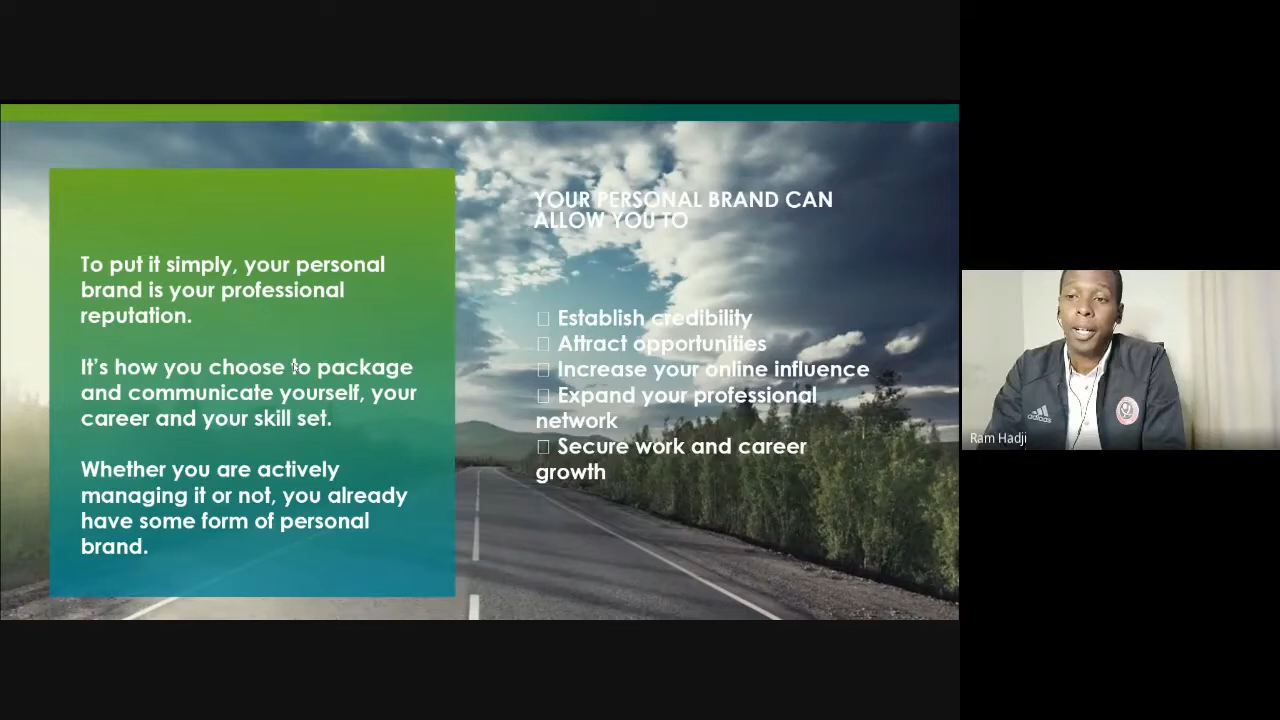 To put it simply, your personal
brand is your professional
reputation.
It's how you choose to package
and communicate yourself, your
career and your skill set.
Whether you are actively
managing it or not, you already
have some form of personal
brand.
YOUR PERSONAL BRAND CAN
ALLOW YOU TO
□ Establish credibility
□ Attract opportunities
□ Increase your online influence
□ Expand your professional
network
□ Secure work and career
growth
adidas
Ram Hadji